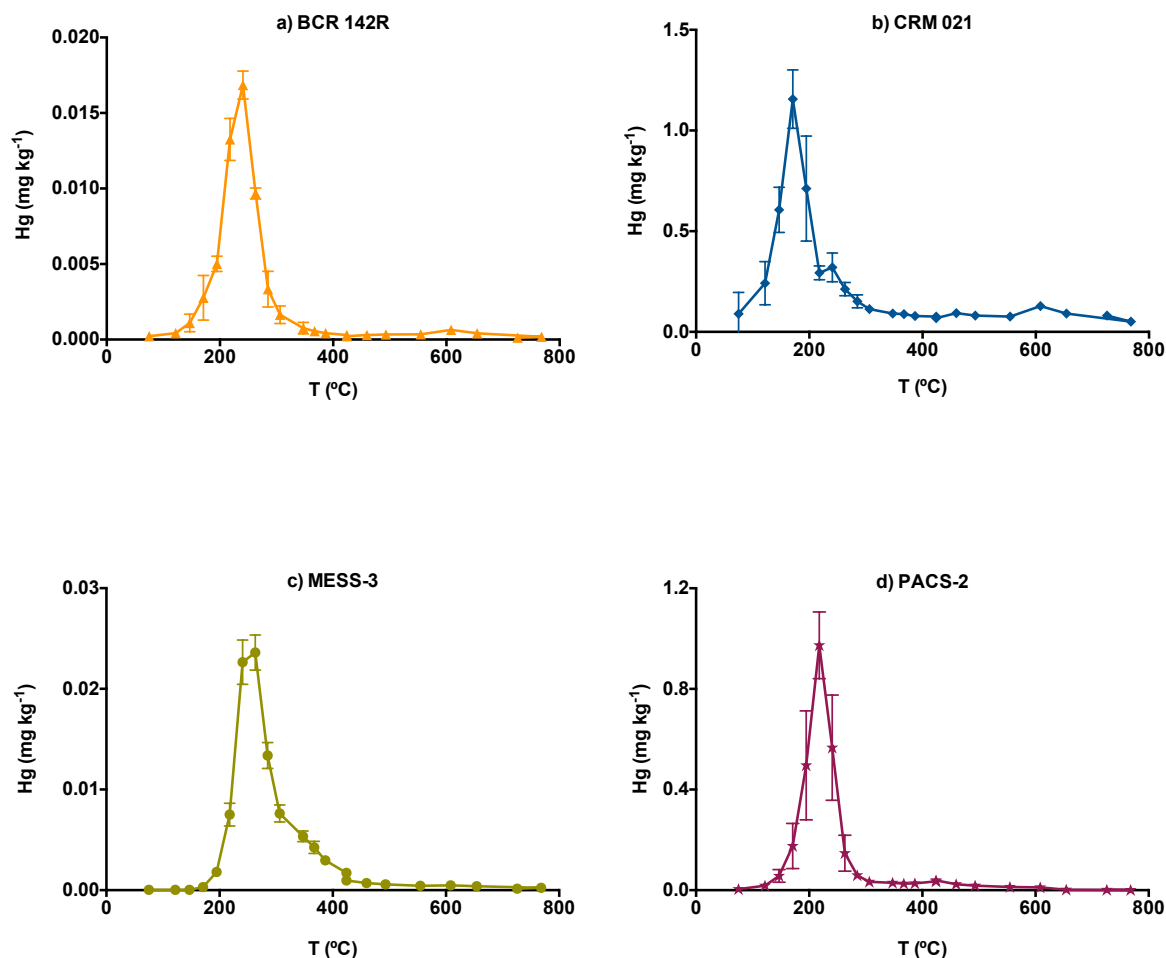 a) BCR 142R
0.020
0.015
0.010
0.005
0.000
Hg (mg kg⁻¹)
0 200 400 600 800
T (ºC)
b) CRM 021
1.5
1.0
0.5
0.0
Hg (mg kg⁻¹)
0 200 400 600 800
T (ºC)
c) MESS-3
0.03
0.02
0.01
0.00
Hg (mg kg⁻¹)
0 200 400 600 800
T (ºC)
d) PACS-2
1.2
0.8
0.4
0.0
Hg (mg kg⁻¹)
0 200 400 600 800
T (ºC)